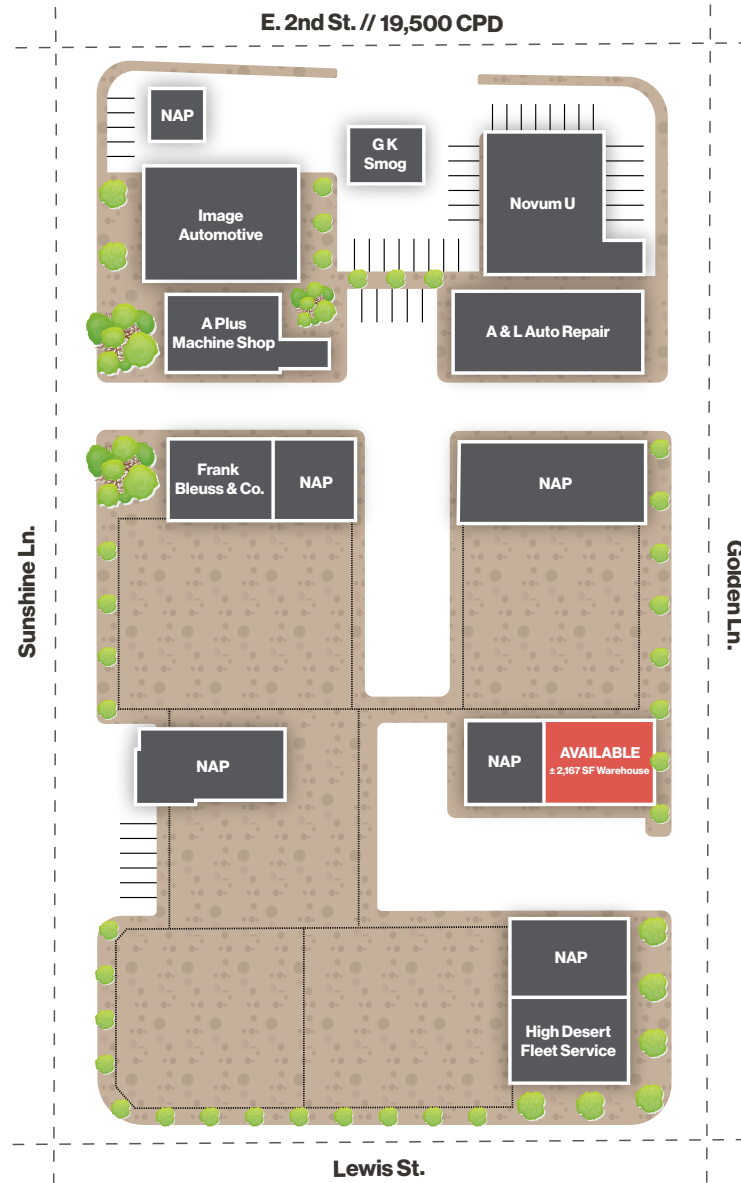 E. 2nd St. // 19,500 CPD
NAP
G K
Smog
Novum U
Image
Automotive
A Plus
Machine Shop
A & L Auto Repair
Frank
Bleuss & Co.
NAP
NAP
Sunshine Ln.
Golden Ln.
NAP
NAP
AVAILABLE
± 2,167 SF Warehouse
NAP
High Desert
Fleet Service
Lewis St.